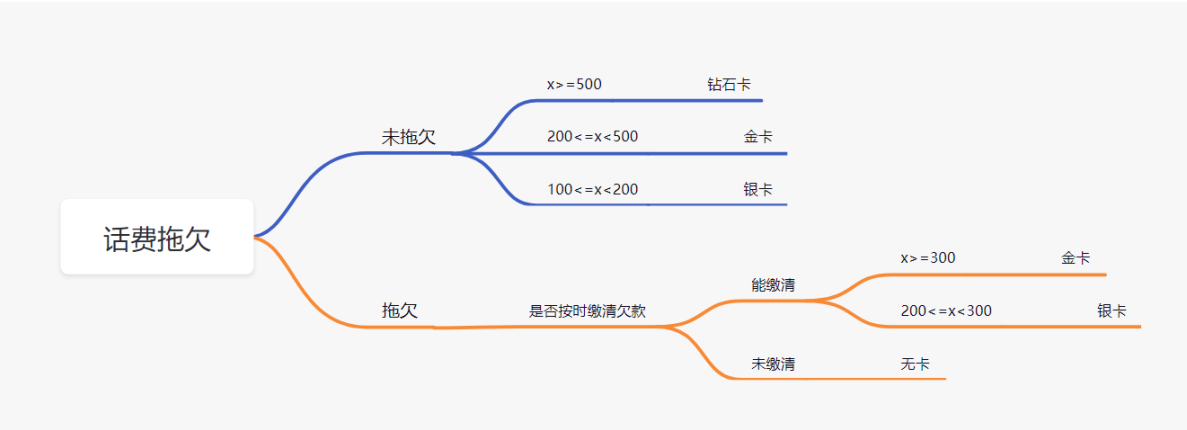 话费拖欠
未拖欠
x>=500 钻石卡
200<=x<500 金卡
100<=x<200 银卡
拖欠
是否按时缴清欠款
能缴清
x>=300 金卡
200<=x<300 银卡
未缴清 无卡